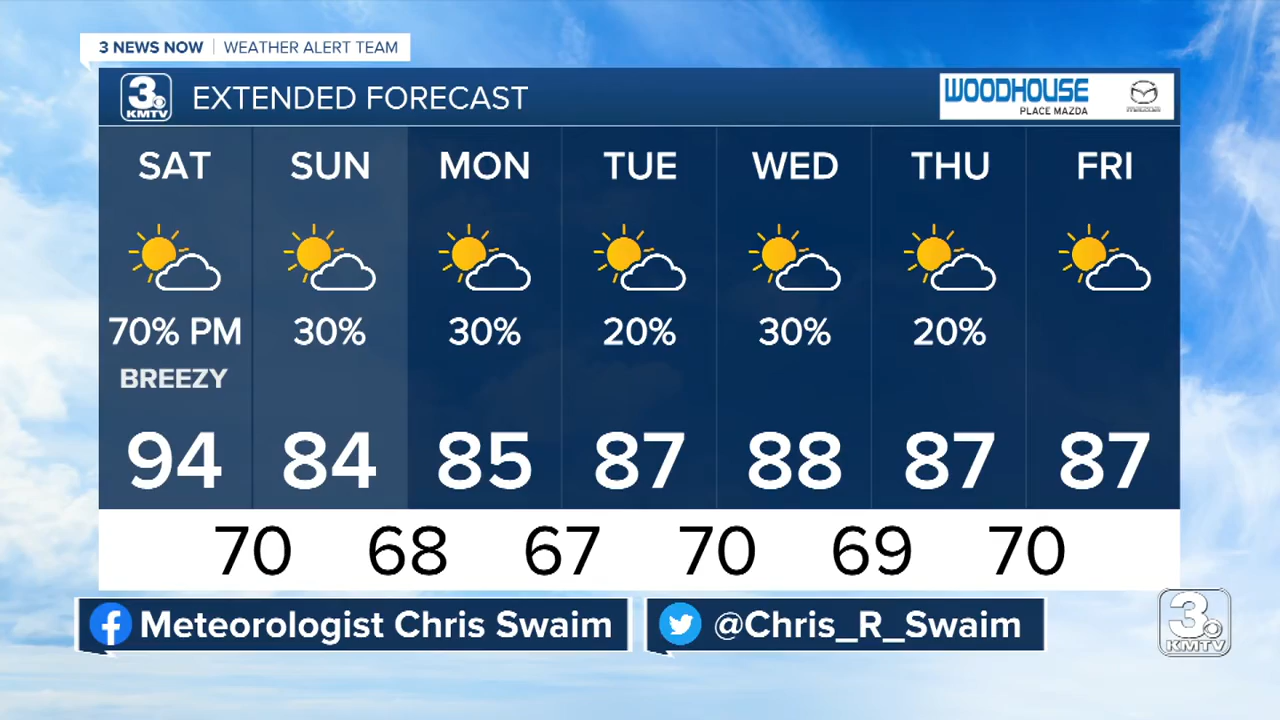 3 NEWS NOW WEATHER ALERT TEAM
3 KMTV EXTENDED FORECAST WOODHOUSE
PLACE MAZDA
mazda
SAT SUN MON TUE WED THU FRI
70% PM 30% 30% 20% 30% 20%
BREEZY
94 84 85 87 88 87 87
70 68 67 70 69 70
f Meteorologist Chris Swaim @Chris_R_Swaim
3 KMTV